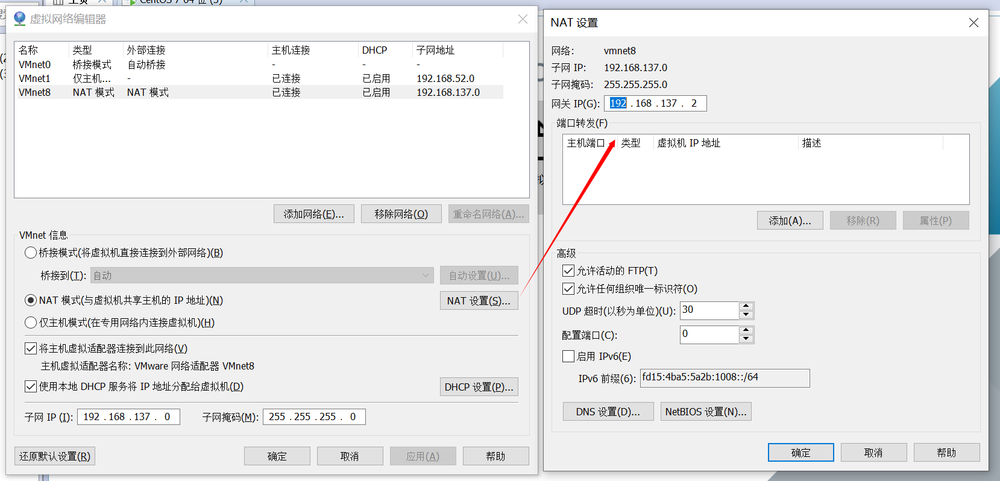 主页
CentOS 7 64 位 (3)
虚拟网络编辑器
名称 类型 外部连接 主机连接 DHCP 子网地址
VMnet0 桥接模式 自动桥接 - - -
VMnet1 仅主机... - 已连接 已启用 192.168.52.0
VMnet8 NAT 模式 NAT 模式 已连接 已启用 192.168.137.0
添加网络(E)... 移除网络(O) 重命名网络(A)...
VMnet 信息
桥接模式(将虚拟机直接连接到外部网络)(B)
桥接到(T): 自动 自动设置(U)...
NAT 模式(与虚拟机共享主机的 IP 地址)(N) NAT 设置(S)...
仅主机模式(在专用网络内连接虚拟机)(H)
将主机虚拟适配器连接到此网络(V)
主机虚拟适配器名称: VMware 网络适配器 VMnet8
使用本地 DHCP 服务将 IP 地址分配给虚拟机(D) DHCP 设置(P)...
子网 IP (I): 192 . 168 . 137 . 0 子网掩码(M): 255 . 255 . 255 . 0
还原默认设置(R) 确定 取消 应用(A) 帮助
NAT 设置
网络: vmnet8
子网 IP: 192.168.137.0
子网掩码: 255.255.255.0
网关 IP(G): 192 . 168 . 137 . 2
端口转发(F)
主机端口 类型 虚拟机 IP 地址 描述
添加(A)... 移除(R) 属性(P)
高级
允许活动的 FTP(T)
允许任何组织唯一标识符(O)
UDP 超时(以秒为单位)(U): 30
配置端口(C): 0
启用 IPv6(E)
IPv6 前缀(6): fd15:4ba5:5a2b:1008::/64
DNS 设置(D)... NetBIOS 设置(N)...
确定 取消 帮助